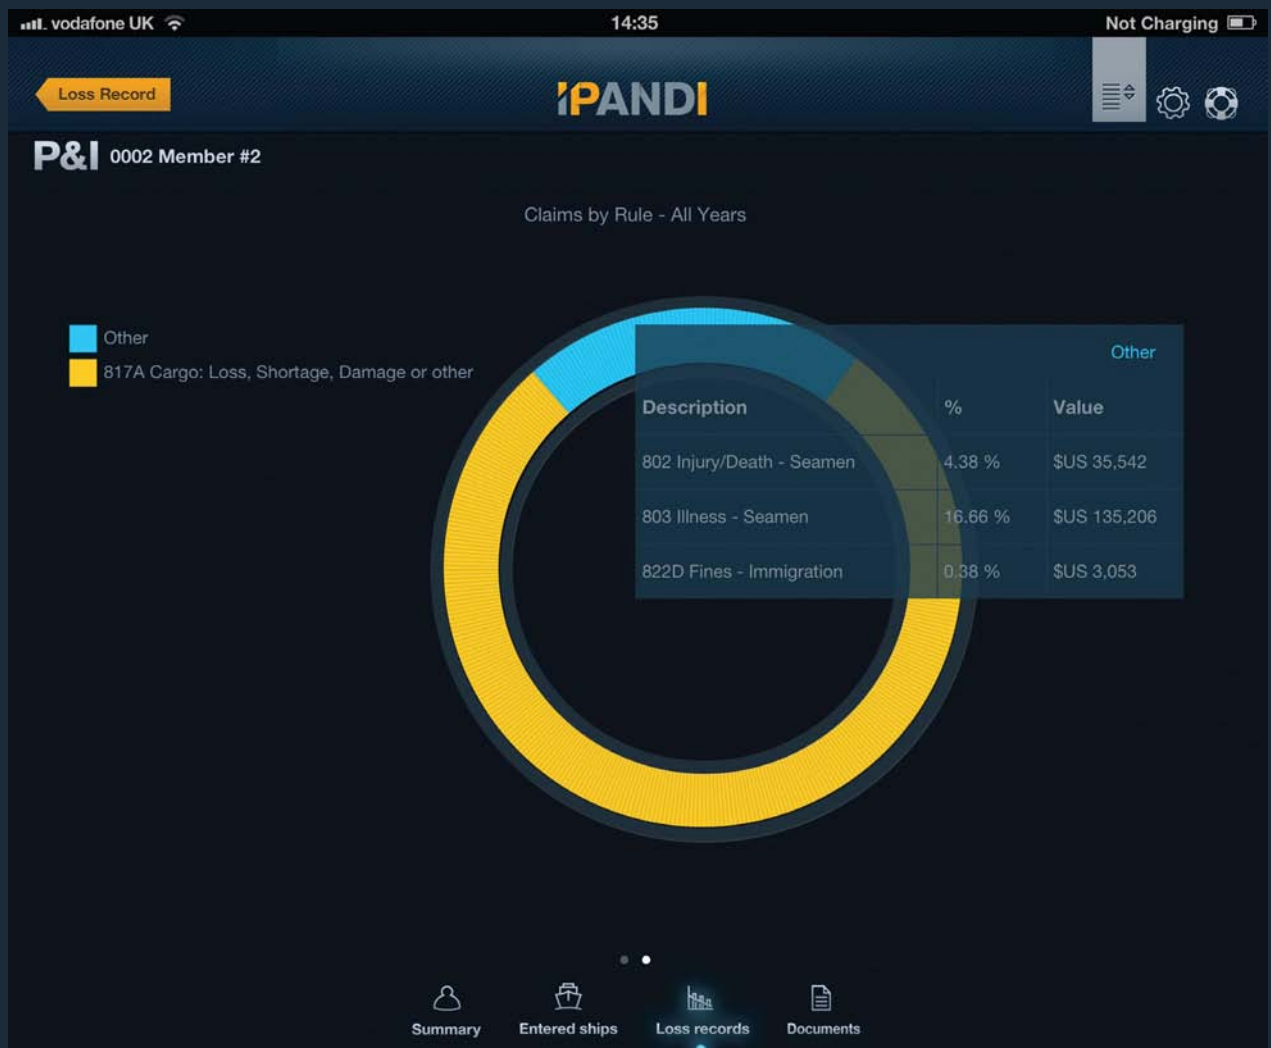 vodafone UK 14:35 Not Charging
Loss Record
IPANDI
P&I 0002 Member #2
Claims by Rule - All Years
Other
817A Cargo: Loss, Shortage, Damage or other
Other
Description % Value
802 Injury/Death - Seamen 4.38 % $US 35,542
803 Illness - Seamen 16.66 % $US 135,206
822D Fines - Immigration 0.38 % $US 3,053
Summary Entered ships Loss records Documents